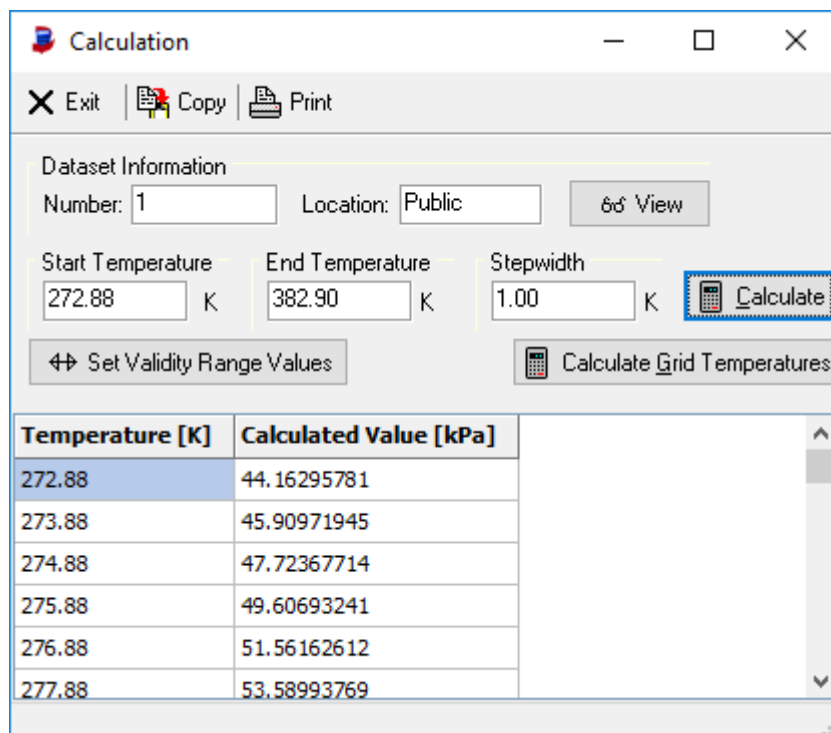 Calculation
Exit Copy Print
Dataset Information
Number: 1 Location: Public View
Start Temperature End Temperature Stepwidth
272.88 K 382.90 K 1.00 K Calculate
Set Validity Range Values Calculate Grid Temperatures
Temperature [K] Calculated Value [kPa]
272.88 44.16295781
273.88 45.90971945
274.88 47.72367714
275.88 49.60693241
276.88 51.56162612
277.88 53.58993769